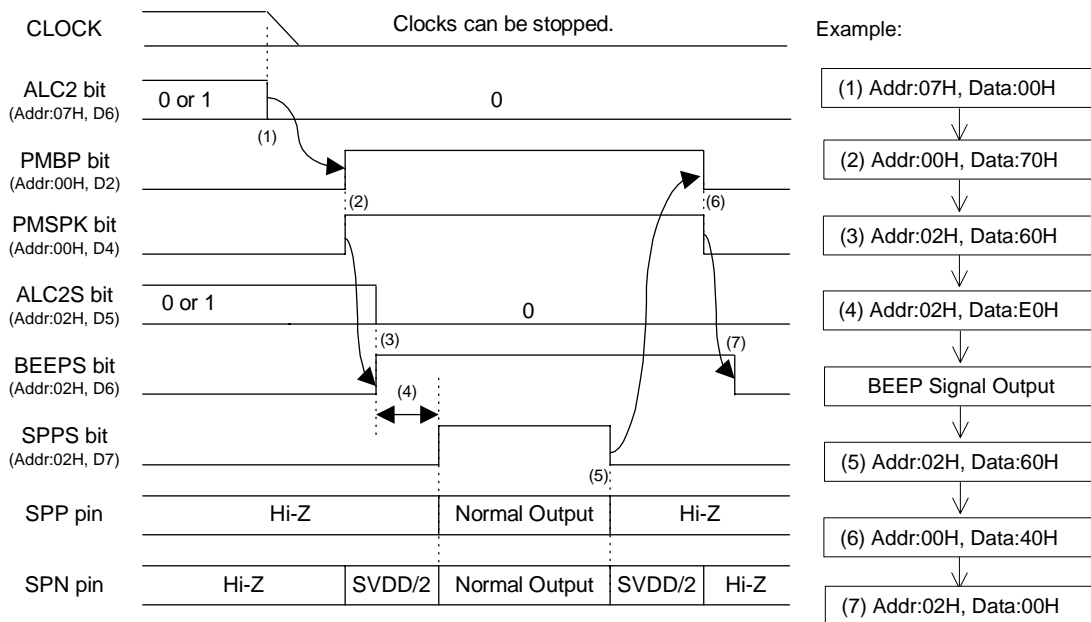 CLOCK
Clocks can be stopped.
ALC2 bit
(Addr:07H, D6)
0 or 1
0
(1)
PMBP bit
(Addr:00H, D2)
(2)
(6)
PMSPK bit
(Addr:00H, D4)
ALC2S bit
(Addr:02H, D5)
0 or 1
0
(3)
(7)
BEEPS bit
(Addr:02H, D6)
(4)
SPPS bit
(Addr:02H, D7)
(5)
SPP pin
Hi-Z
Normal Output
Hi-Z
SPN pin
Hi-Z
SVDD/2
Normal Output
SVDD/2
Hi-Z
Example:
(1) Addr:07H, Data:00H
(2) Addr:00H, Data:70H
(3) Addr:02H, Data:60H
(4) Addr:02H, Data:E0H
BEEP Signal Output
(5) Addr:02H, Data:60H
(6) Addr:00H, Data:40H
(7) Addr:02H, Data:00H